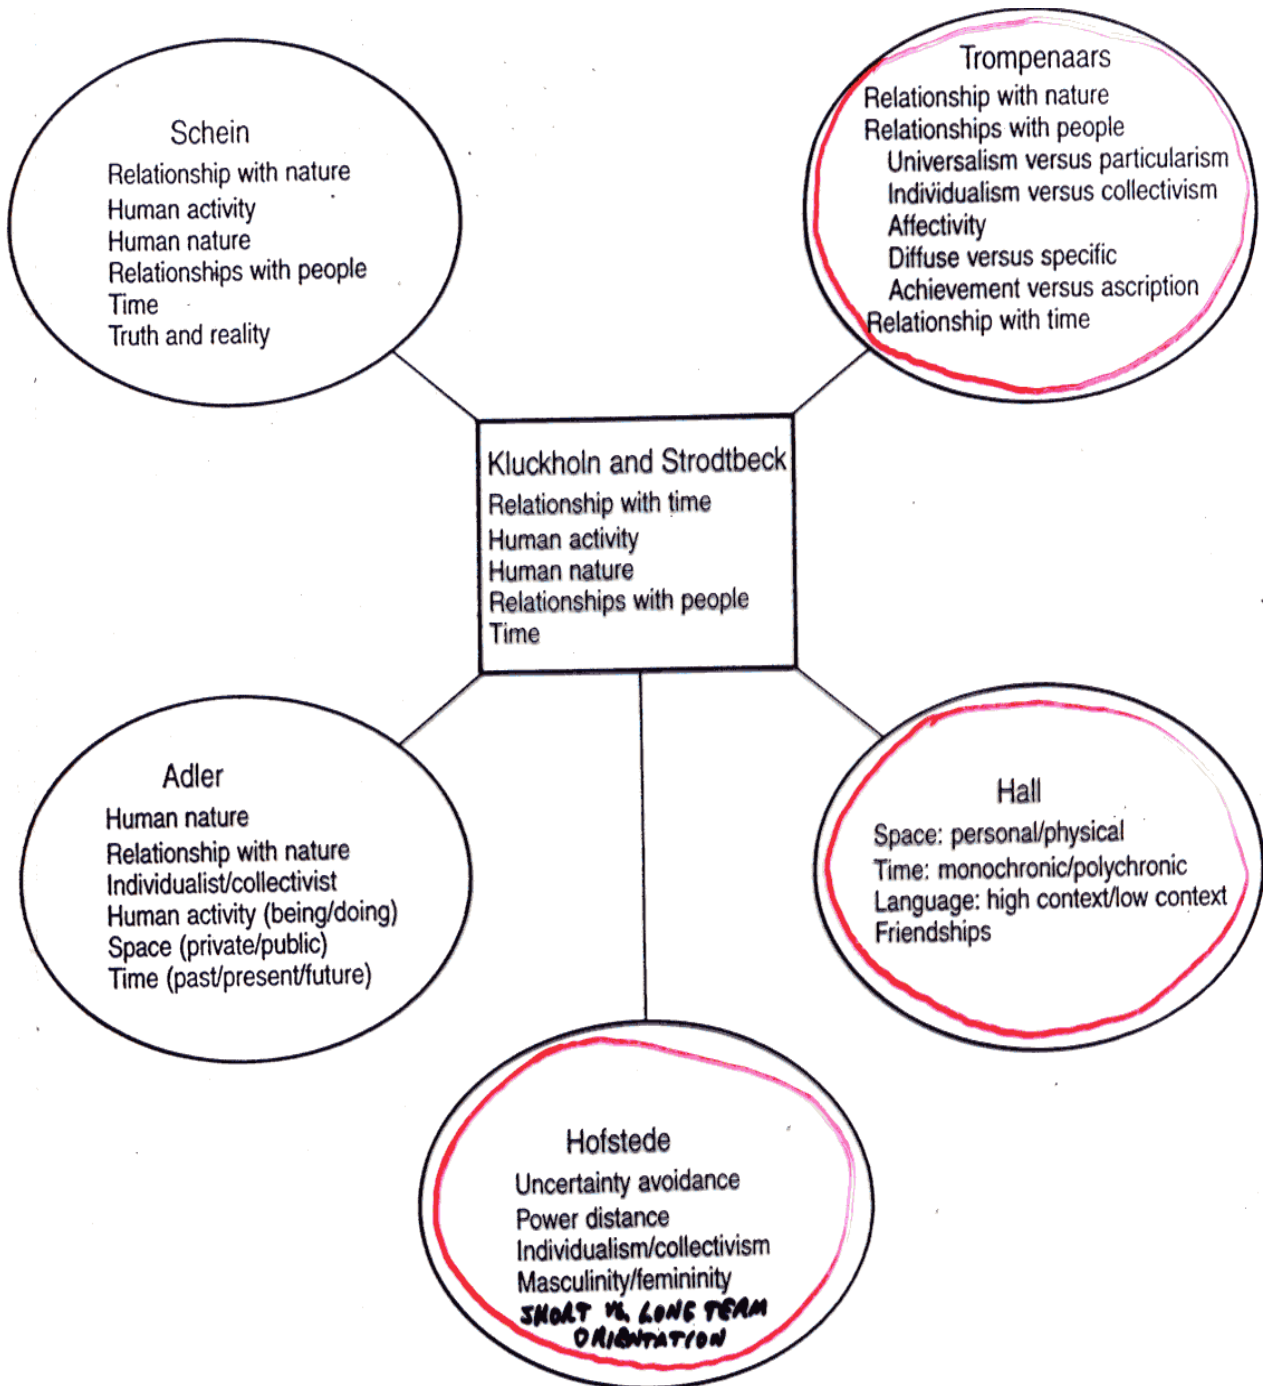 Schein
Relationship with nature
Human activity
Human nature
Relationships with people
Time
Truth and reality
Trompenaars
Relationship with nature
Relationships with people
Universalism versus particularism
Individualism versus collectivism
Affectivity
Diffuse versus specific
Achievement versus ascription
Relationship with time
Kluckholn and Strodtbeck
Relationship with time
Human activity
Human nature
Relationships with people
Time
Adler
Human nature
Relationship with nature
Individualist/collectivist
Human activity (being/doing)
Space (private/public)
Time (past/present/future)
Hall
Space: personal/physical
Time: monochronic/polychronic
Language: high context/low context
Friendships
Hofstede
Uncertainty avoidance
Power distance
Individualism/collectivism
Masculinity/femininity
SHORT VS. LONG TERM
ORIENTATION